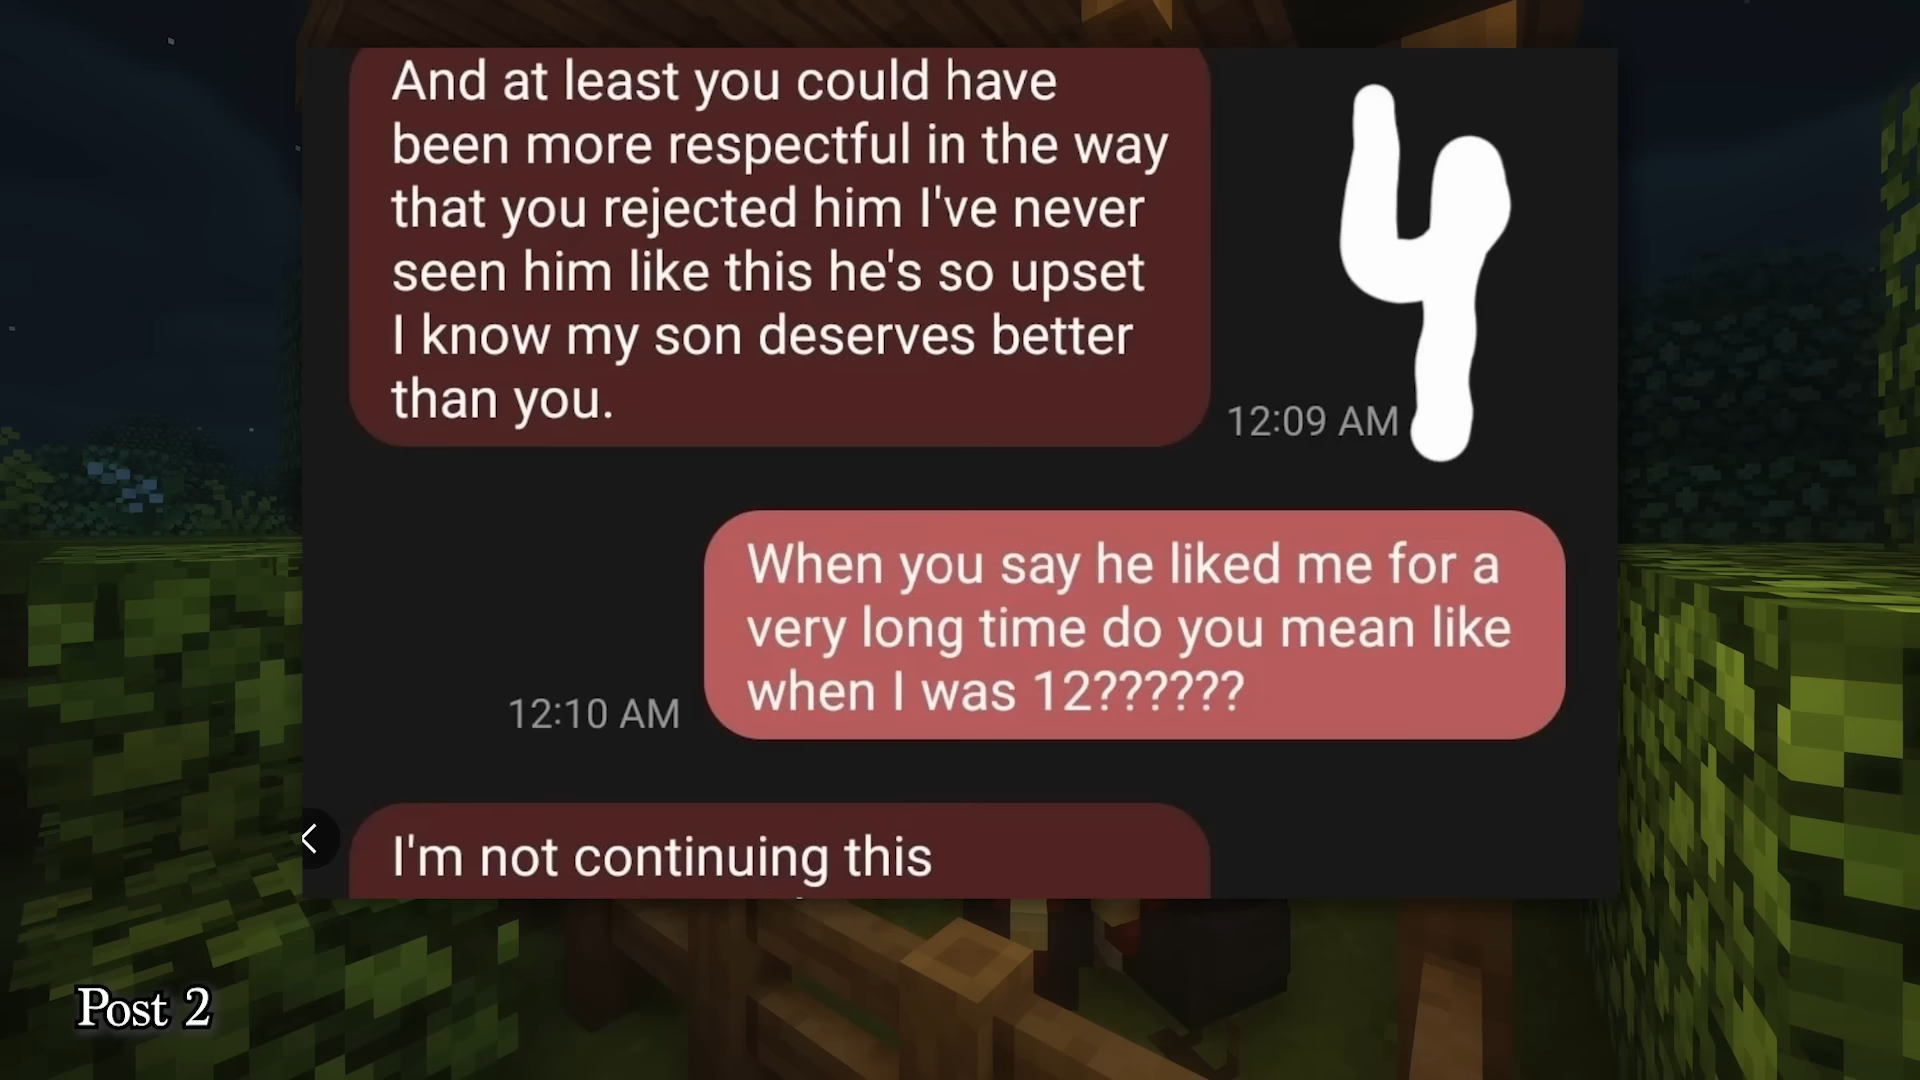 And at least you could have
been more respectful in the way
that you rejected him I've never
seen him like this he's so upset
I know my son deserves better
than you.
12:09 AM
4
When you say he liked me for a
very long time do you mean like
when I was 12??????
12:10 AM
I'm not continuing this
Post 2